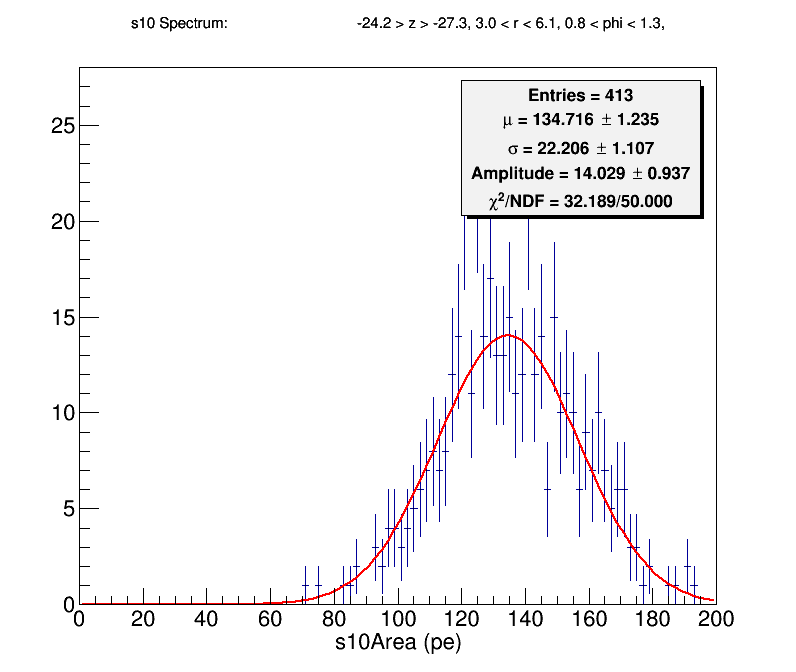 s10 Spectrum: -24.2 > z > -27.3, 3.0 < r < 6.1, 0.8 < phi < 1.3,
Entries = 413
μ = 134.716 ± 1.235
σ = 22.206 ± 1.107
Amplitude = 14.029 ± 0.937
χ²/NDF = 32.189/50.000
25
20
15
10
5
0
0 20 40 60 80 100 120 140 160 180 200
s10Area (pe)